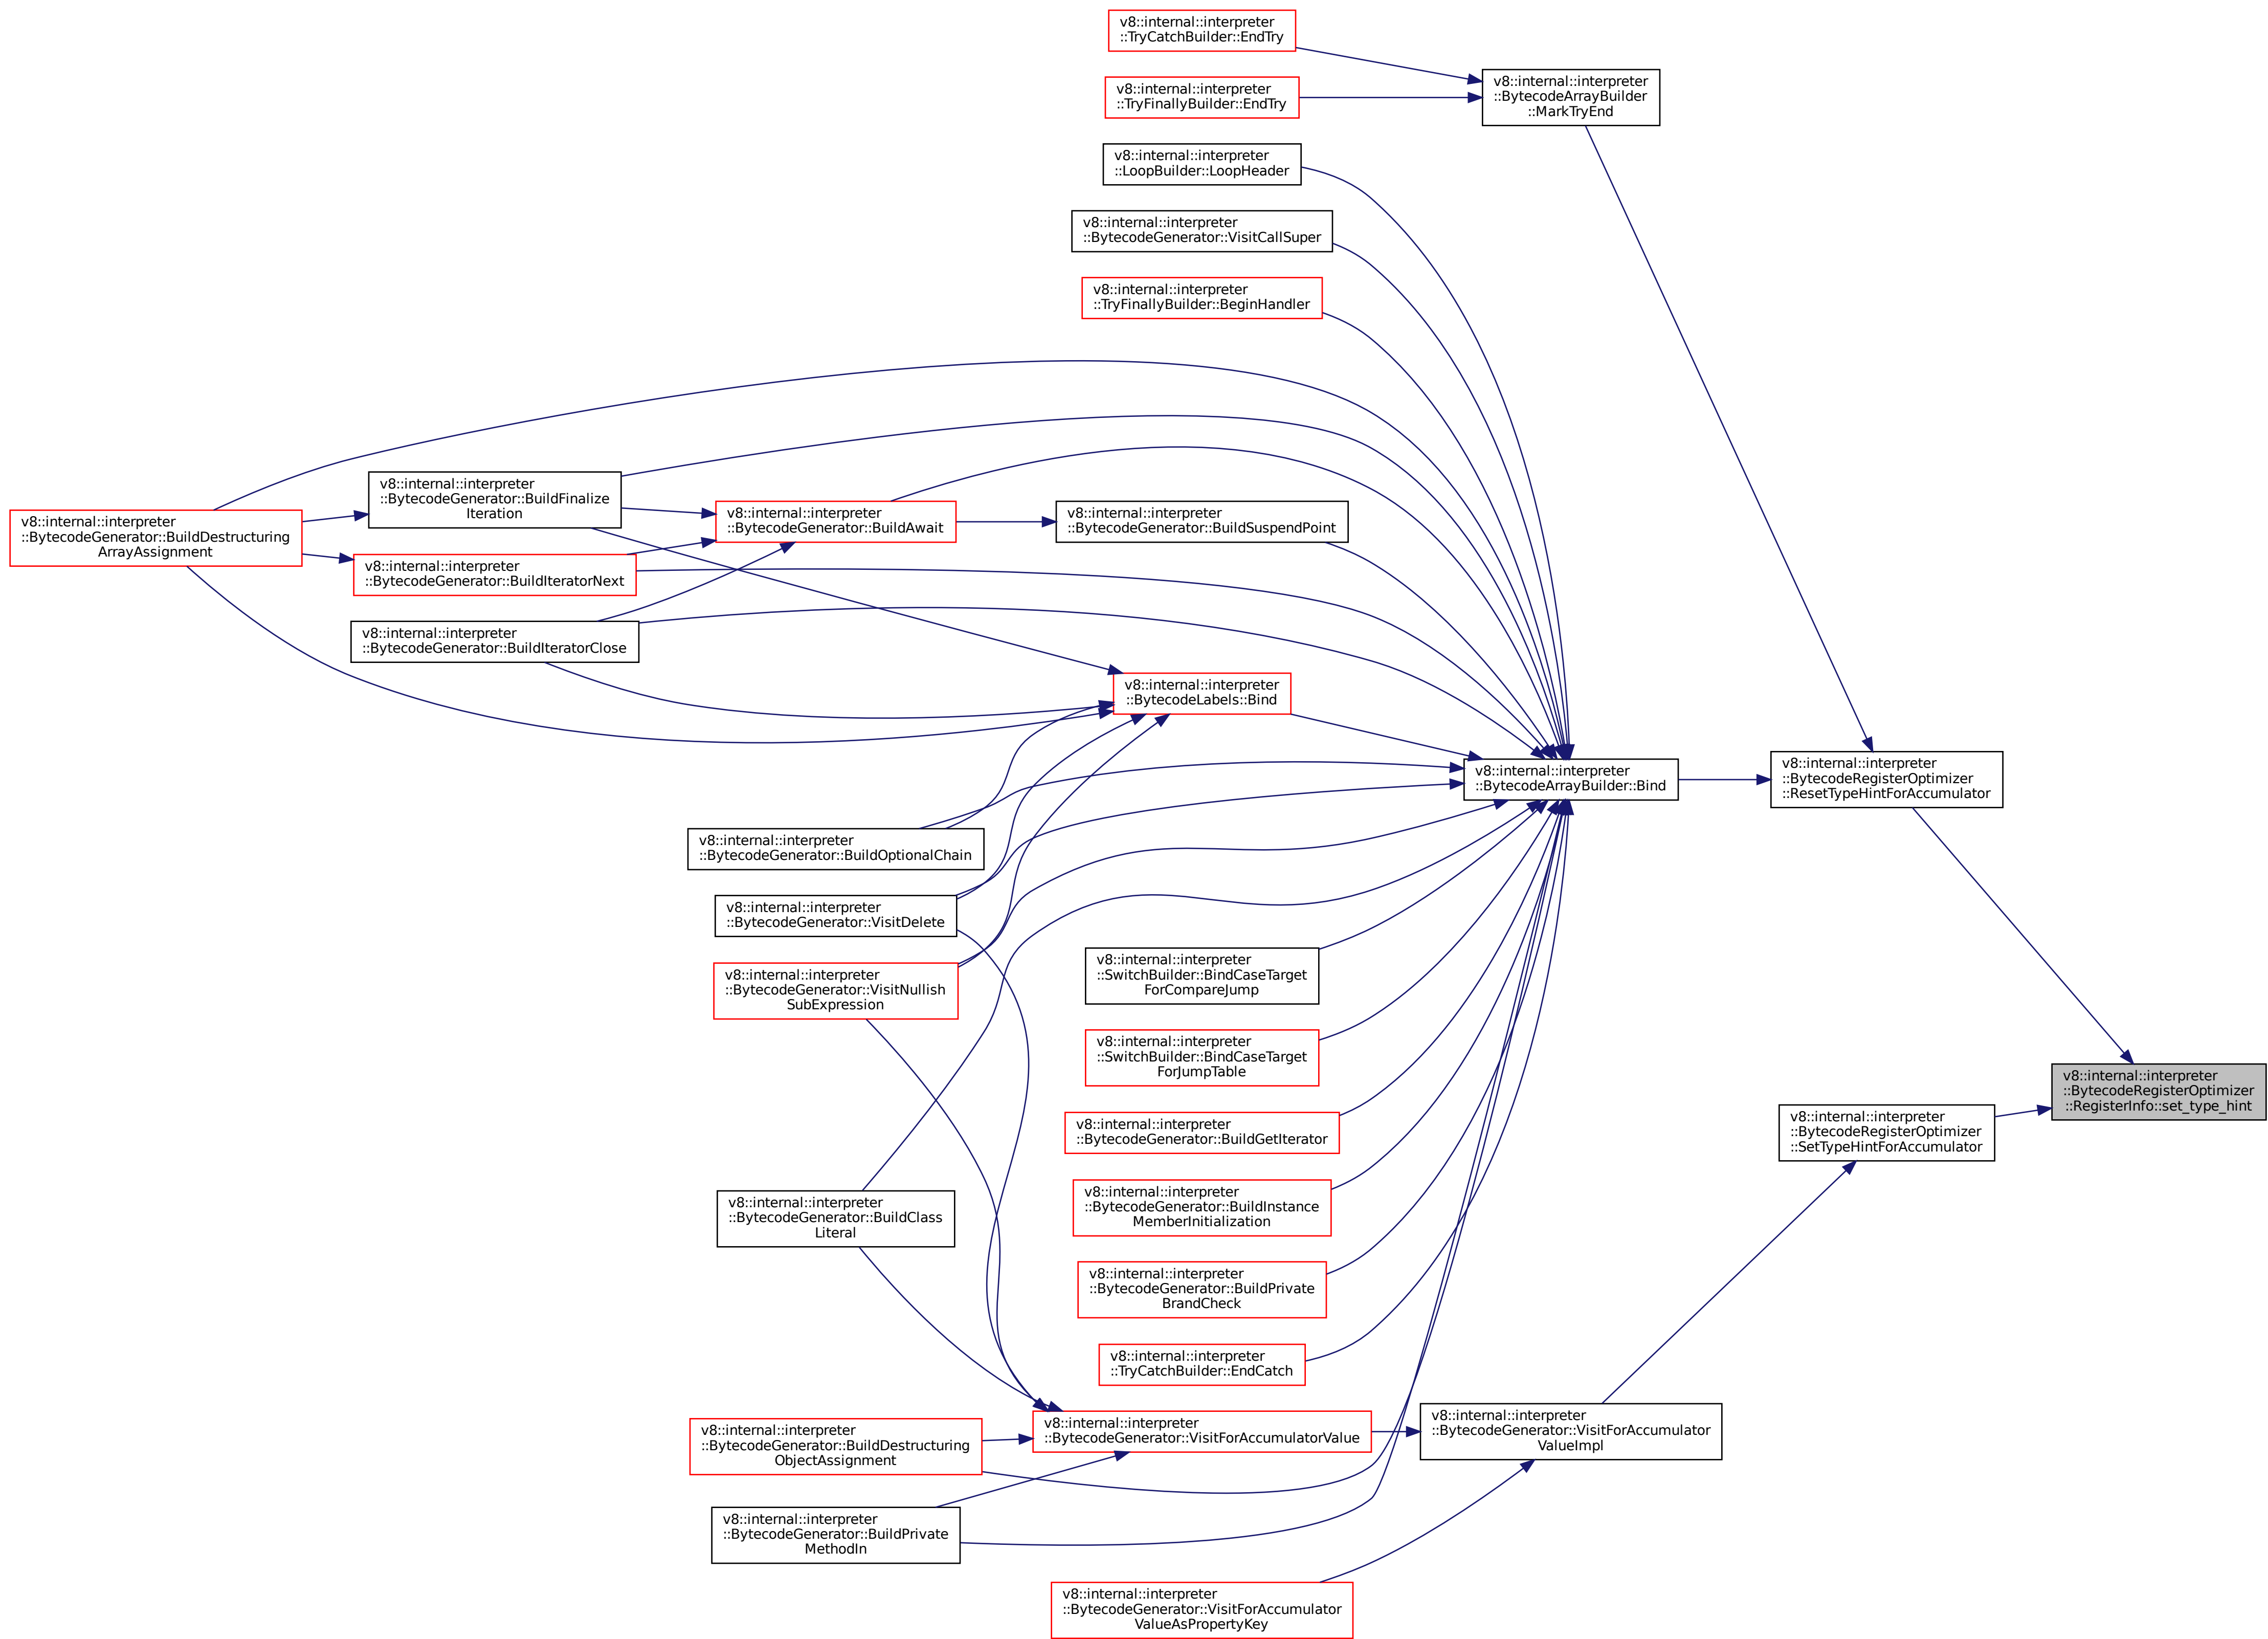 v8::internal::interpreter
::TryCatchBuilder::EndTry
v8::internal::interpreter
::BytecodeArrayBuilder
::MarkTryEnd
v8::internal::interpreter
::TryFinallyBuilder::EndTry
v8::internal::interpreter
::LoopBuilder::LoopHeader
v8::internal::interpreter
::BytecodeGenerator::VisitCallSuper
v8::internal::interpreter
::TryFinallyBuilder::BeginHandler
v8::internal::interpreter
::BytecodeGenerator::BuildFinalize
Iteration
v8::internal::interpreter
::BytecodeGenerator::BuildAwait
v8::internal::interpreter
::BytecodeGenerator::BuildSuspendPoint
v8::internal::interpreter
::BytecodeGenerator::BuildDestructuring
ArrayAssignment
v8::internal::interpreter
::BytecodeGenerator::BuildIteratorNext
v8::internal::interpreter
::BytecodeGenerator::BuildIteratorClose
v8::internal::interpreter
::BytecodeLabels::Bind
v8::internal::interpreter
::BytecodeArrayBuilder::Bind
v8::internal::interpreter
::BytecodeRegisterOptimizer
::ResetTypeHintForAccumulator
v8::internal::interpreter
::BytecodeGenerator::BuildOptionalChain
v8::internal::interpreter
::BytecodeGenerator::VisitDelete
v8::internal::interpreter
::BytecodeGenerator::VisitNullish
SubExpression
v8::internal::interpreter
::SwitchBuilder::BindCaseTarget
ForCompareJump
v8::internal::interpreter
::SwitchBuilder::BindCaseTarget
ForJumpTable
v8::internal::interpreter
::BytecodeRegisterOptimizer
::RegisterInfo::set_type_hint
v8::internal::interpreter
::BytecodeGenerator::BuildGetIterator
v8::internal::interpreter
::BytecodeRegisterOptimizer
::SetTypeHintForAccumulator
v8::internal::interpreter
::BytecodeGenerator::BuildInstance
MemberInitialization
v8::internal::interpreter
::BytecodeGenerator::BuildClass
Literal
v8::internal::interpreter
::BytecodeGenerator::BuildPrivate
BrandCheck
v8::internal::interpreter
::TryCatchBuilder::EndCatch
v8::internal::interpreter
::BytecodeGenerator::BuildDestructuring
ObjectAssignment
v8::internal::interpreter
::BytecodeGenerator::VisitForAccumulatorValue
v8::internal::interpreter
::BytecodeGenerator::VisitForAccumulator
ValueImpl
v8::internal::interpreter
::BytecodeGenerator::BuildPrivate
MethodIn
v8::internal::interpreter
::BytecodeGenerator::VisitForAccumulator
ValueAsPropertyKey